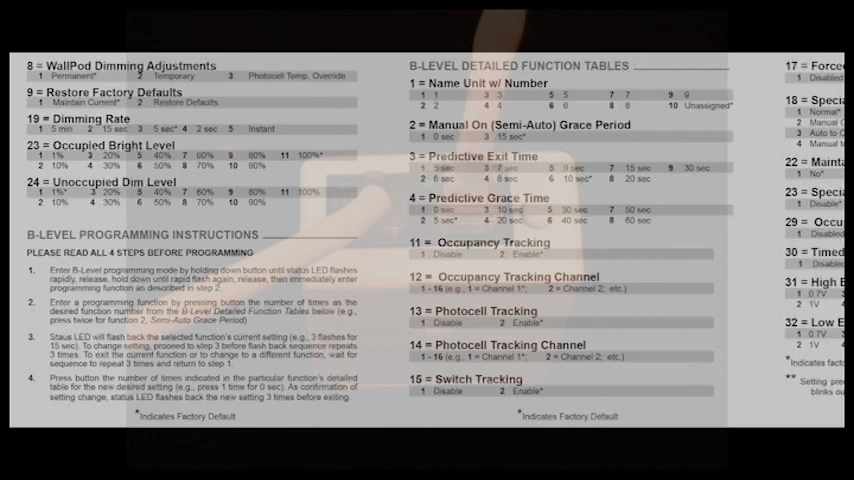 8 = WallPod Dimming Adjustments
1 Permanent* 2 Temporary 3 Photocell Temp. Override
9 = Restore Factory Defaults
1 Maintain Current* 2 Restore Defaults
19 = Dimming Rate
1 5 min 2 15 sec 3 5 sec* 4 2 sec 5 Instant
23 = Occupied Bright Level
1 1% 3 20% 5 40% 7 60% 9 80% 11 100%*
2 10% 4 30% 6 50% 8 70% 10 90%
24 = Unoccupied Dim Level
1 1%* 3 20% 5 40% 7 60% 9 80% 11 100%
2 10% 4 30% 6 50% 8 70% 10 90%
B-LEVEL PROGRAMMING INSTRUCTIONS
PLEASE READ ALL 4 STEPS BEFORE PROGRAMMING
1. Enter B-Level programming mode by holding down button until status LED flashes
rapidly, release, hold down until rapid flash again, release, then immediately enter
programming function as described in step 2.
2. Enter a programming function by pressing button the number of times as the
desired function number from the B-Level Detailed Function Tables below (e.g.,
press twice for function 2, Semi-Auto Grace Period).
3. Staus LED will flash back the selected function's current setting (e.g., 3 flashes for
15 sec). To change setting, proceed to step 3 before flash back sequence repeats
3 times. To exit the current function or to change to a different function, wait for
sequence to repeat 3 times and return to step 1.
4. Press button the number of times indicated in the particular function's detailed
table for the new desired setting (e.g., press 1 time for 0 sec). As confirmation of
setting change, status LED flashes back the new setting 3 times before exiting.
*Indicates Factory Default
B-LEVEL DETAILED FUNCTION TABLES
1 = Name Unit w/ Number
1 1 3 3 5 5 7 7 9 9
2 2 4 4 6 6 8 8 10 Unassigned*
2 = Manual On (Semi-Auto) Grace Period
1 0 sec 3 15 sec*
3 = Predictive Exit Time
1 5 sec 3 7 sec 5 9 sec 7 15 sec 9 30 sec
2 6 sec 4 8 sec 6 10 sec* 8 20 sec
4 = Predictive Grace Time
1 0 sec 3 10 sec 5 30 sec 7 50 sec
2 5 sec* 4 20 sec 6 40 sec 8 60 sec
11 = Occupancy Tracking
1 Disable 2 Enable*
12 = Occupancy Tracking Channel
1 - 16 (e.g., 1 = Channel 1*; 2 = Channel 2; etc.)
13 = Photocell Tracking
1 Disable 2 Enable*
14 = Photocell Tracking Channel
1 - 16 (e.g., 1 = Channel 1*; 2 = Channel 2; etc.)
15 = Switch Tracking
1 Disable 2 Enable*
*Indicates Factory Default
17 = Force
1 Disabled
18 = Specia
1 Normal*
2 Manual
3 Auto to
4 Manual
22 = Mainta
1 No*
23 = Specia
1 Disable*
29 = Occu
1 Disabled
30 = Timed
1 Disable
31 = High
1 0.7V
2 1V
32 = Low E
1 0.7V
2 1V
*Indicates fact
** Setting pre
blinks ou